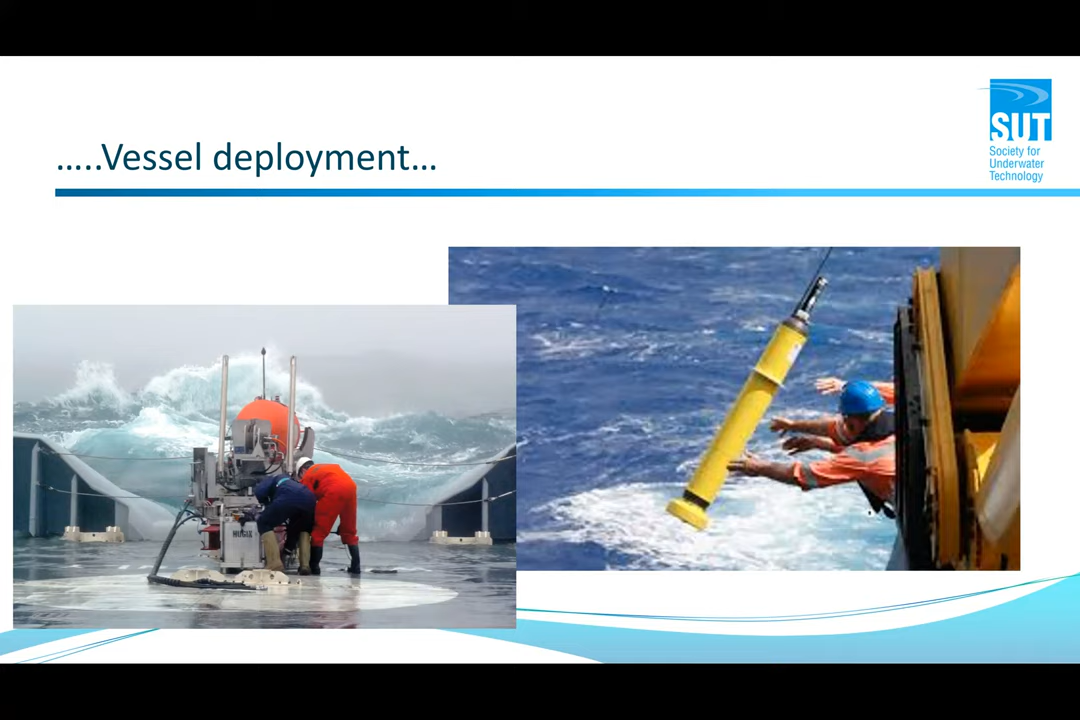 .....Vessel deployment...
SUT
Society for
Underwater
Technology